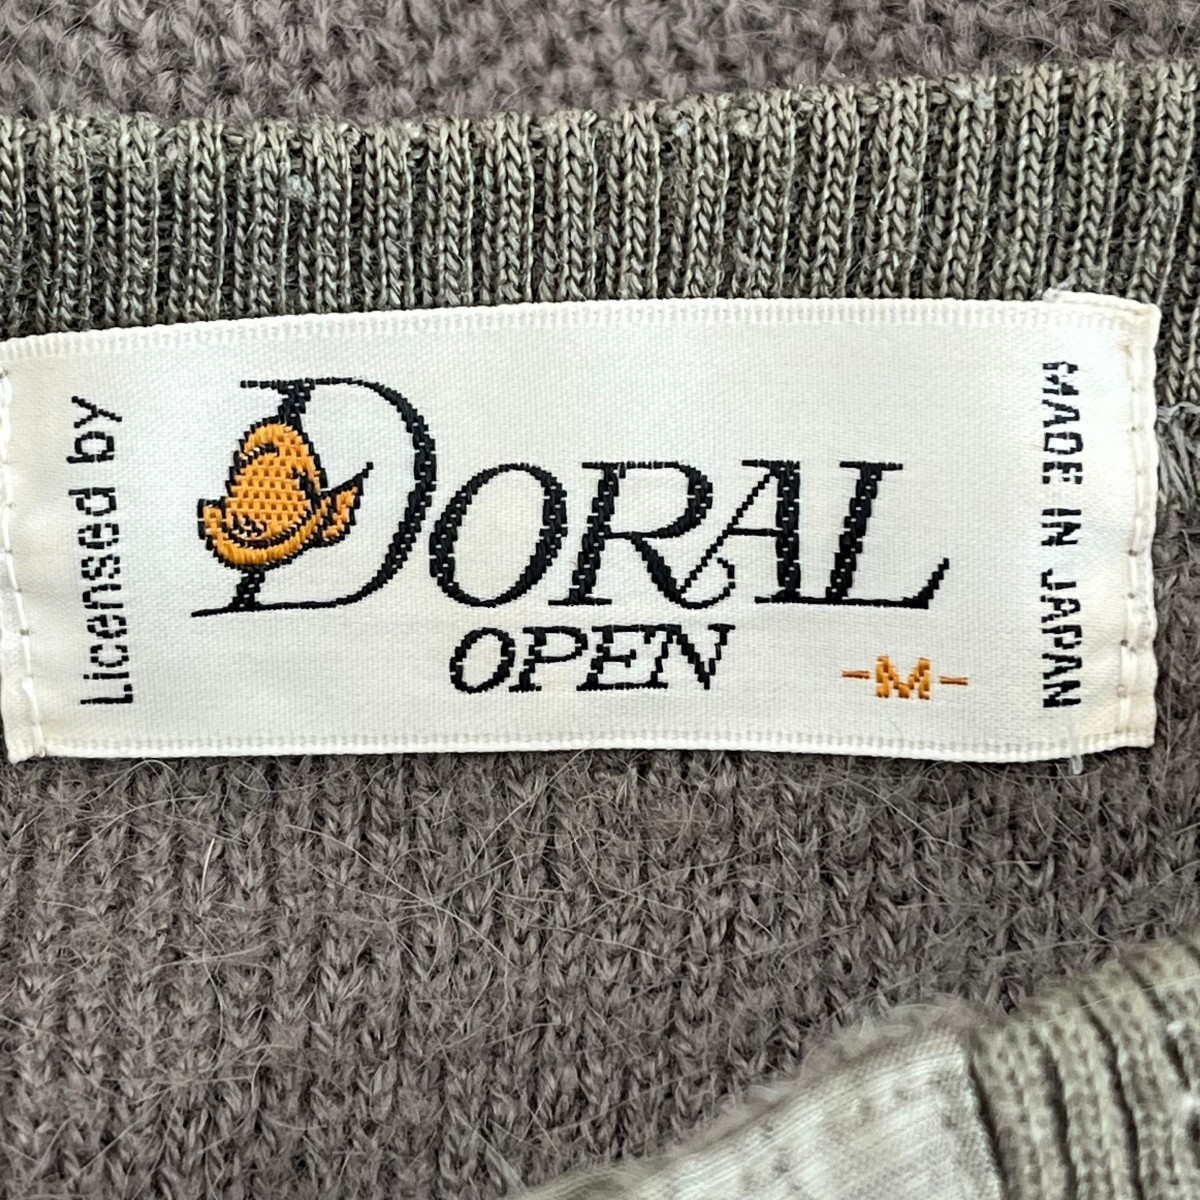 Licensed by
DORAL
OPEN
-M-
MADE IN JAPAN